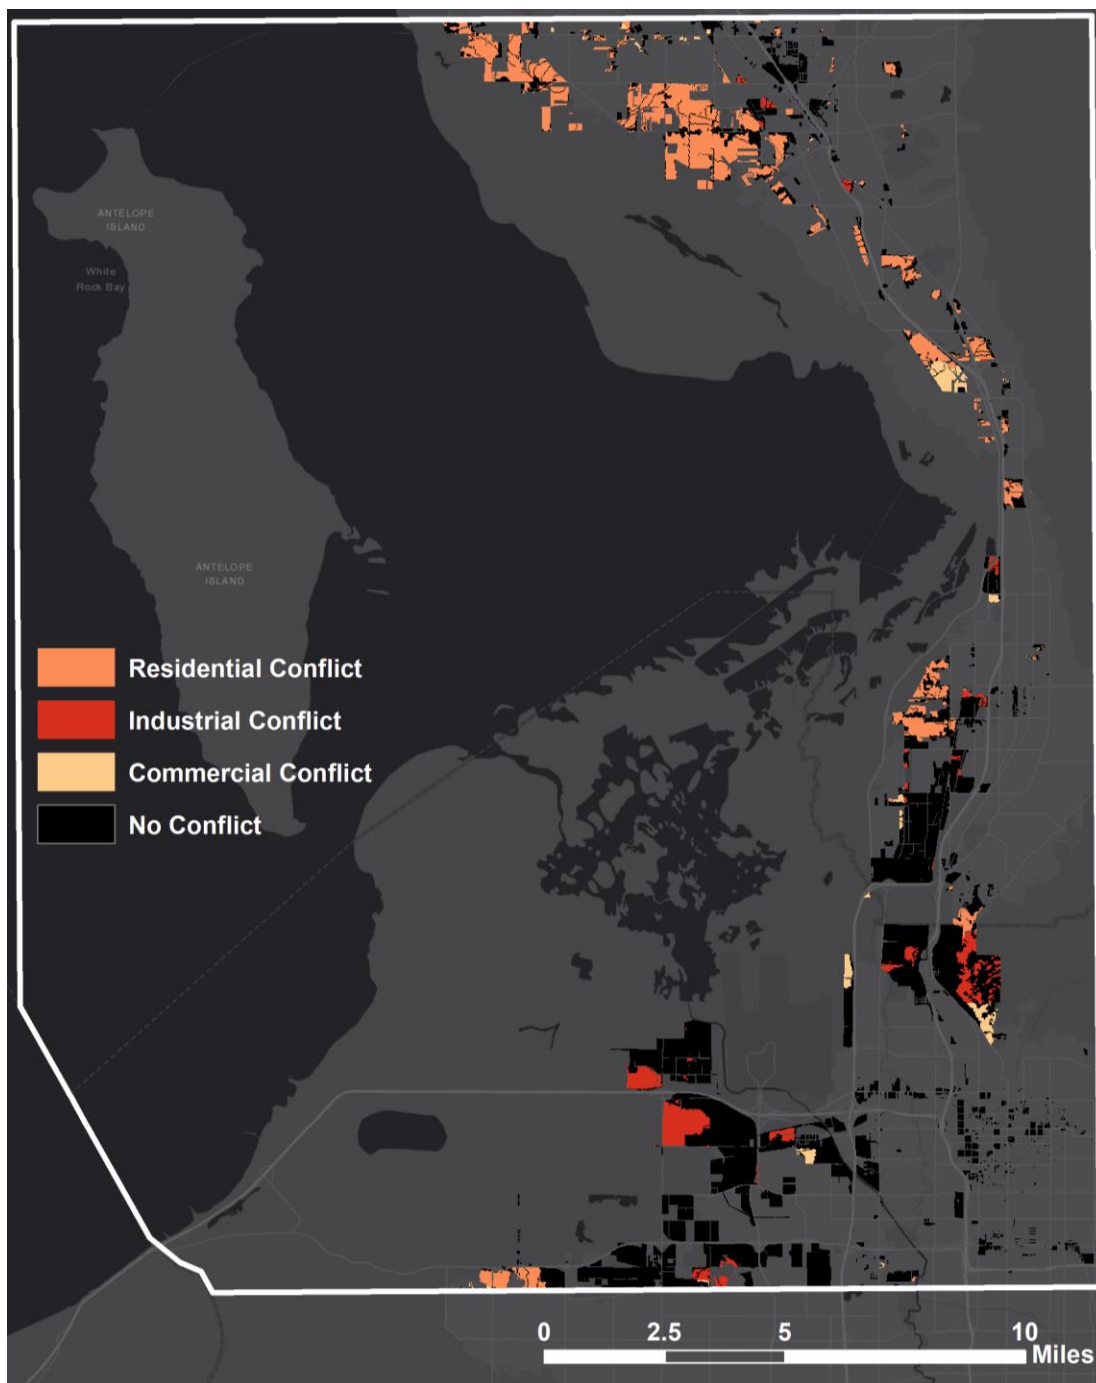 ANTELOPE
ISLAND
White
Rock Bay
ANTELOPE
ISLAND
Residential Conflict
Industrial Conflict
Commercial Conflict
No Conflict
0 2.5 5 10
Miles